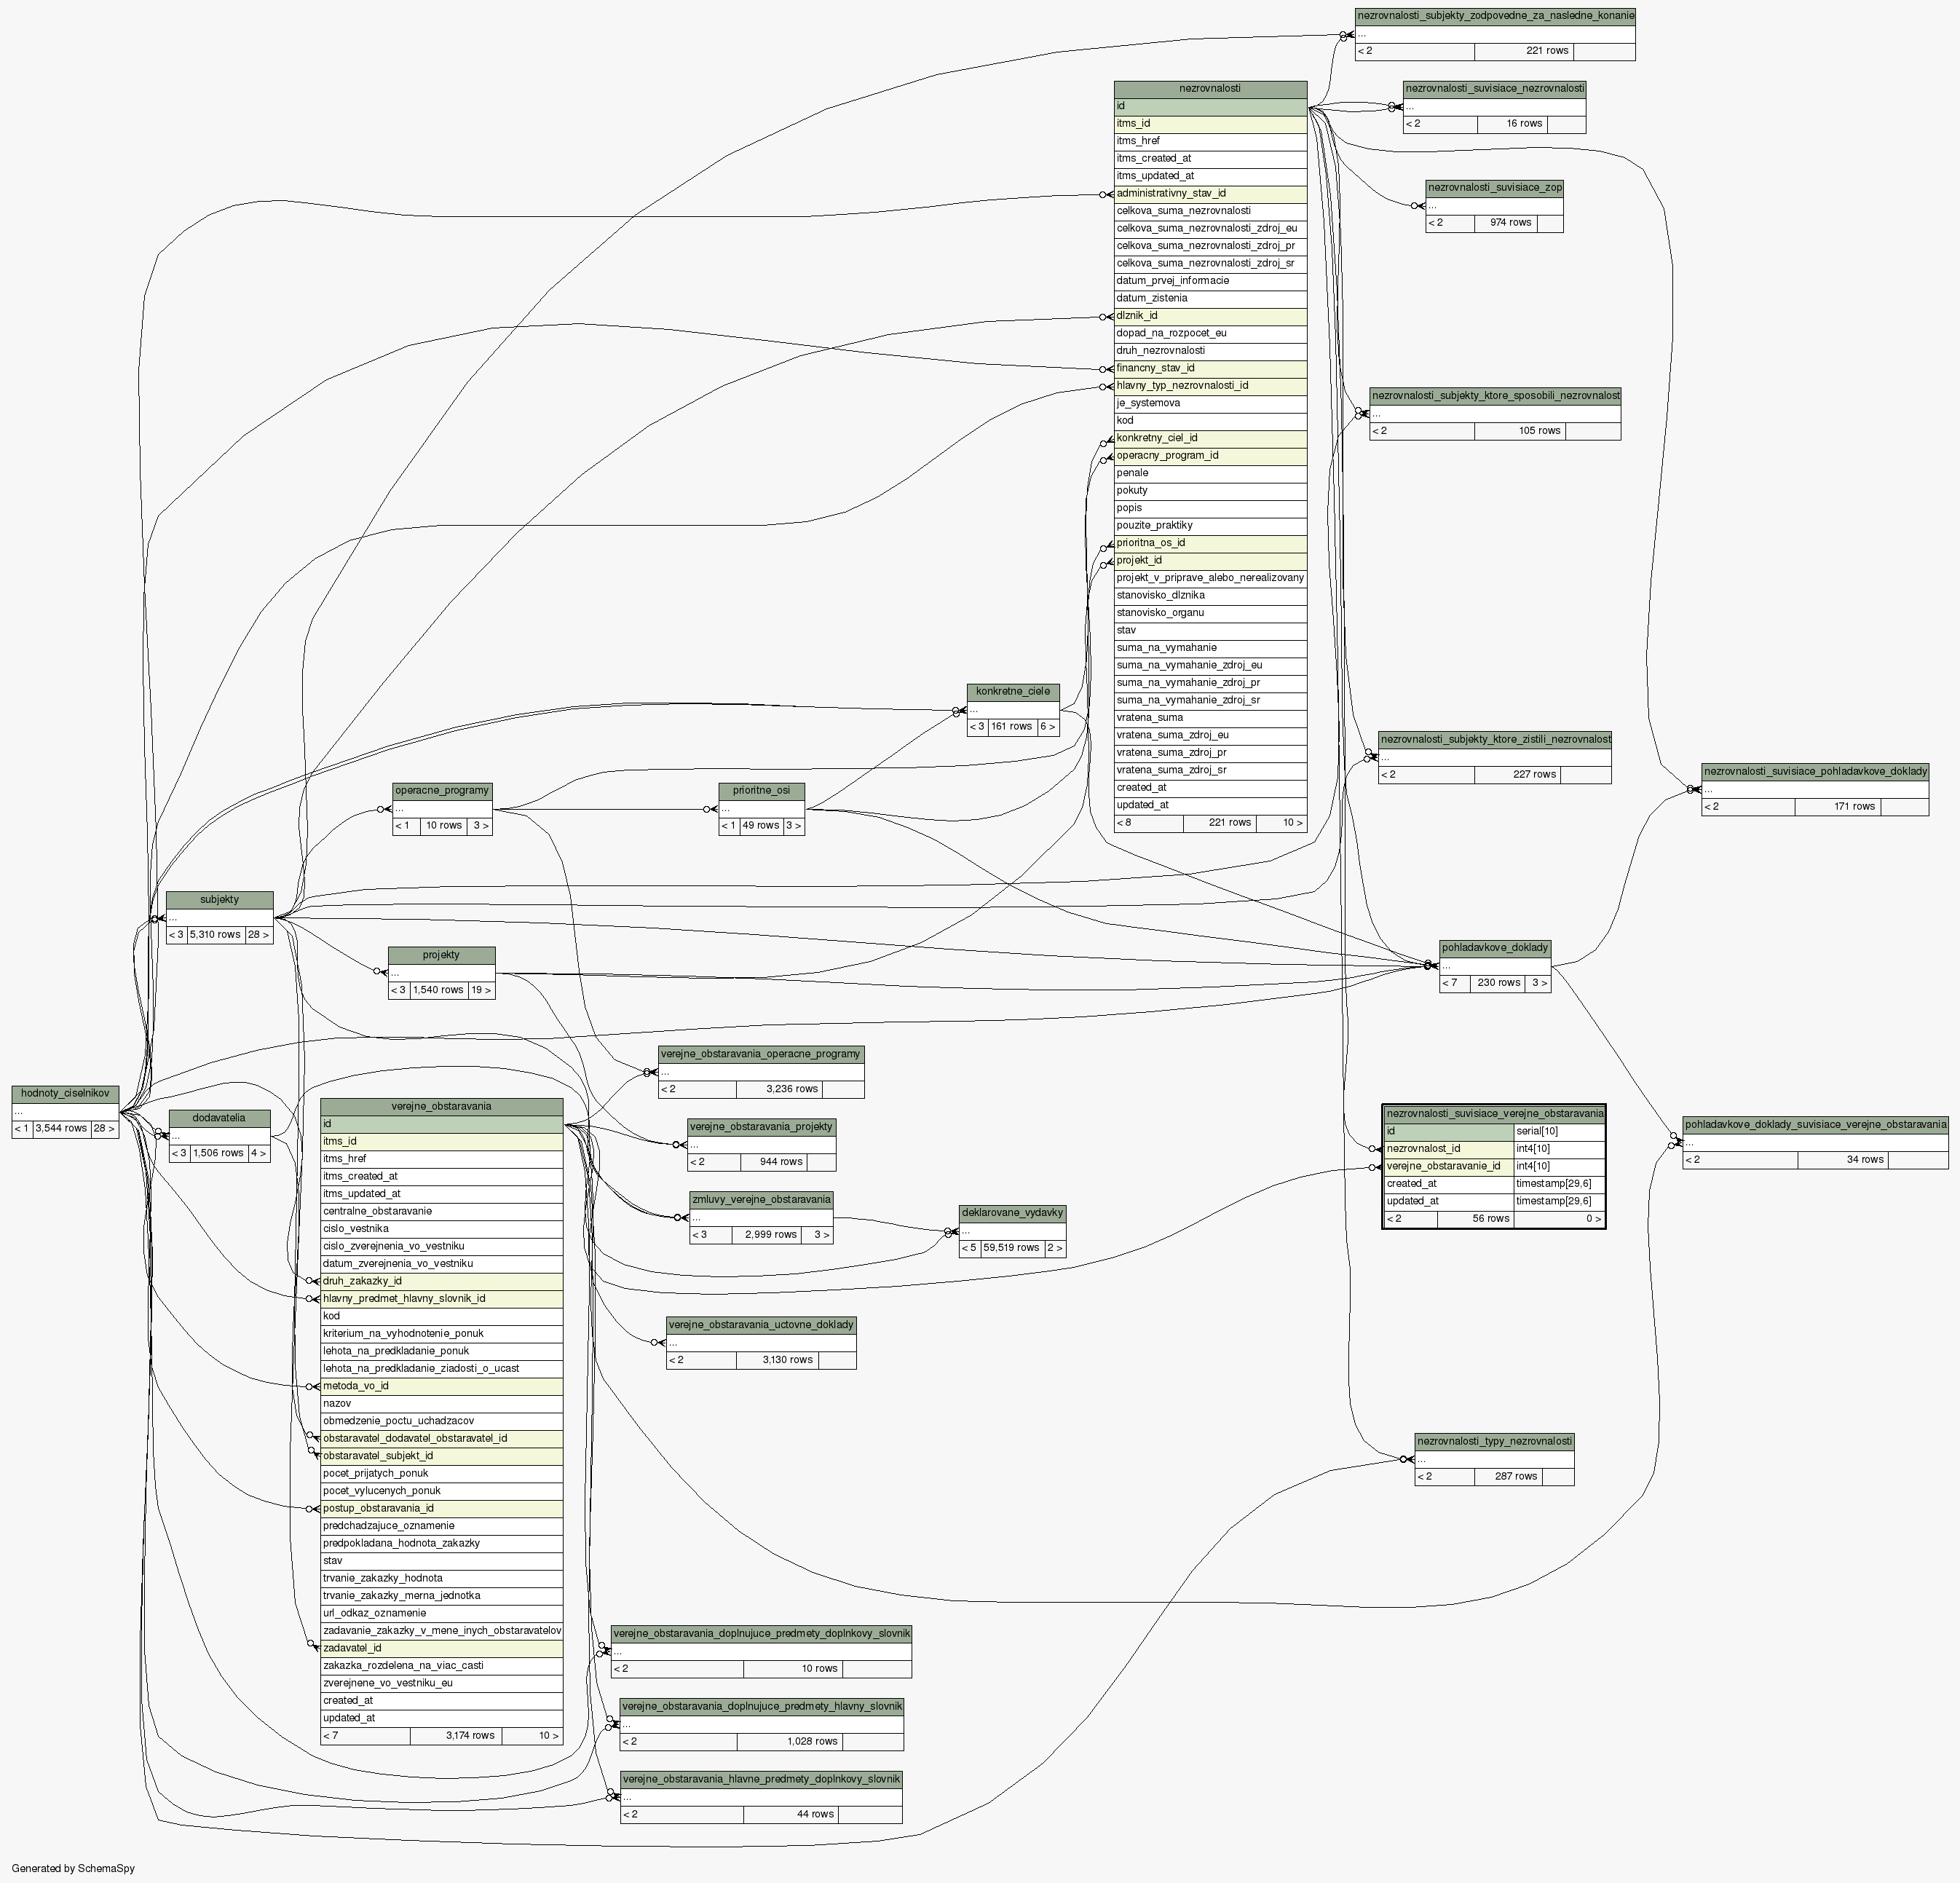 nezrovnalosti_subjekty_zodpovedne_za_nasledne_konanie
...
< 2 221 rows
nezrovnalosti_suvisiace_nezrovnalosti
...
< 2 16 rows
nezrovnalosti_suvisiace_zop
...
< 2 974 rows
nezrovnalosti
id
itms_id
itms_href
itms_created_at
itms_updated_at
administrativny_stav_id
celkova_suma_nezrovnalosti
celkova_suma_nezrovnalosti_zdroj_eu
celkova_suma_nezrovnalosti_zdroj_pr
celkova_suma_nezrovnalosti_zdroj_sr
datum_prvej_informacie
datum_zistenia
dlznik_id
dopad_na_rozpocet_eu
druh_nezrovnalosti
financny_stav_id
hlavny_typ_nezrovnalosti_id
je_systemova
kod
konkretny_ciel_id
operacny_program_id
penale
pokuty
popis
pouzite_praktiky
prioritna_os_id
projekt_id
projekt_v_priprave_alebo_nerealizovany
stanovisko_dlznika
stanovisko_organu
stav
suma_na_vymahanie
suma_na_vymahanie_zdroj_eu
suma_na_vymahanie_zdroj_pr
suma_na_vymahanie_zdroj_sr
vratena_suma
vratena_suma_zdroj_eu
vratena_suma_zdroj_pr
vratena_suma_zdroj_sr
created_at
updated_at
< 8 221 rows 10 >
nezrovnalosti_subjekty_ktore_sposobili_nezrovnalost
...
< 2 105 rows
nezrovnalosti_subjekty_ktore_zistili_nezrovnalost
...
< 2 227 rows
nezrovnalosti_suvisiace_pohladavkove_doklady
...
< 2 171 rows
konkretne_ciele
...
< 3 161 rows 6 >
operacne_programy
...
< 1 10 rows 3 >
prioritne_osi
...
< 1 49 rows 3 >
subjekty
...
< 3 5,310 rows 28 >
projekty
...
< 3 1,540 rows 19 >
pohladavkove_doklady
...
< 7 230 rows 3 >
hodnoty_ciselnikov
...
< 1 3,544 rows 28 >
dodavatelia
...
< 3 1,506 rows 4 >
verejne_obstaravania
id
itms_id
itms_href
itms_created_at
itms_updated_at
centralne_obstaravanie
cislo_vestnika
cislo_zverejnenia_vo_vestniku
datum_zverejnenia_vo_vestniku
druh_zakazky_id
hlavny_predmet_hlavny_slovnik_id
kod
kriterium_na_vyhodnotenie_ponuk
lehota_na_predkladanie_ponuk
lehota_na_predkladanie_ziadosti_o_ucast
metoda_vo_id
nazov
obmedzenie_poctu_uchadzacov
obstaravatel_dodavatel_obstaravatel_id
obstaravatel_subjekt_id
pocet_prijatych_ponuk
pocet_vylucenych_ponuk
postup_obstaravania_id
predchadzajuce_oznamenie
predpokladana_hodnota_zakazky
stav
trvanie_zakazky_hodnota
trvanie_zakazky_merna_jednotka
url_odkaz_oznamenie
zadavanie_zakazky_v_mene_inych_obstaravatelov
zadavatel_id
zakazka_rozdelena_na_viac_casti
zverejnene_vo_vestniku_eu
created_at
updated_at
< 7 3,174 rows 10 >
verejne_obstaravania_operacne_programy
...
< 2 3,236 rows
verejne_obstaravania_projekty
...
< 2 944 rows
zmluvy_verejne_obstaravania
...
< 3 2,999 rows 3 >
deklarovane_vydavky
...
< 5 59,519 rows 2 >
verejne_obstaravania_uctovne_doklady
...
< 2 3,130 rows
nezrovnalosti_suvisiace_verejne_obstaravania
id serial[10]
nezrovnalost_id int4[10]
verejne_obstaravanie_id int4[10]
created_at timestamp[29,6]
updated_at timestamp[29,6]
< 2 56 rows 0 >
pohladavkove_doklady_suvisiace_verejne_obstaravania
...
< 2 34 rows
nezrovnalosti_typy_nezrovnalosti
...
< 2 287 rows
verejne_obstaravania_doplnujuce_predmety_doplnkovy_slovnik
...
< 2 10 rows
verejne_obstaravania_doplnujuce_predmety_hlavny_slovnik
...
< 2 1,028 rows
verejne_obstaravania_hlavne_predmety_doplnkovy_slovnik
...
< 2 44 rows
Generated by SchemaSpy